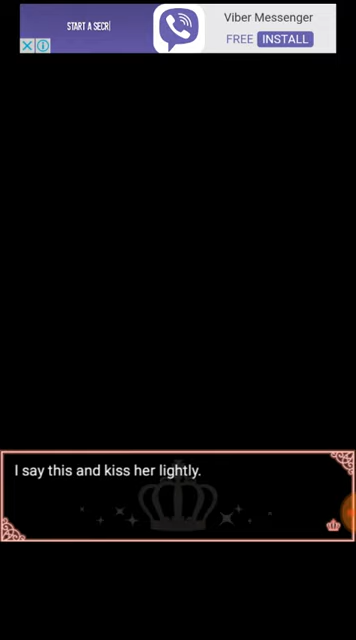 START A SECR
Viber Messenger
FREE INSTALL
I say this and kiss her lightly.